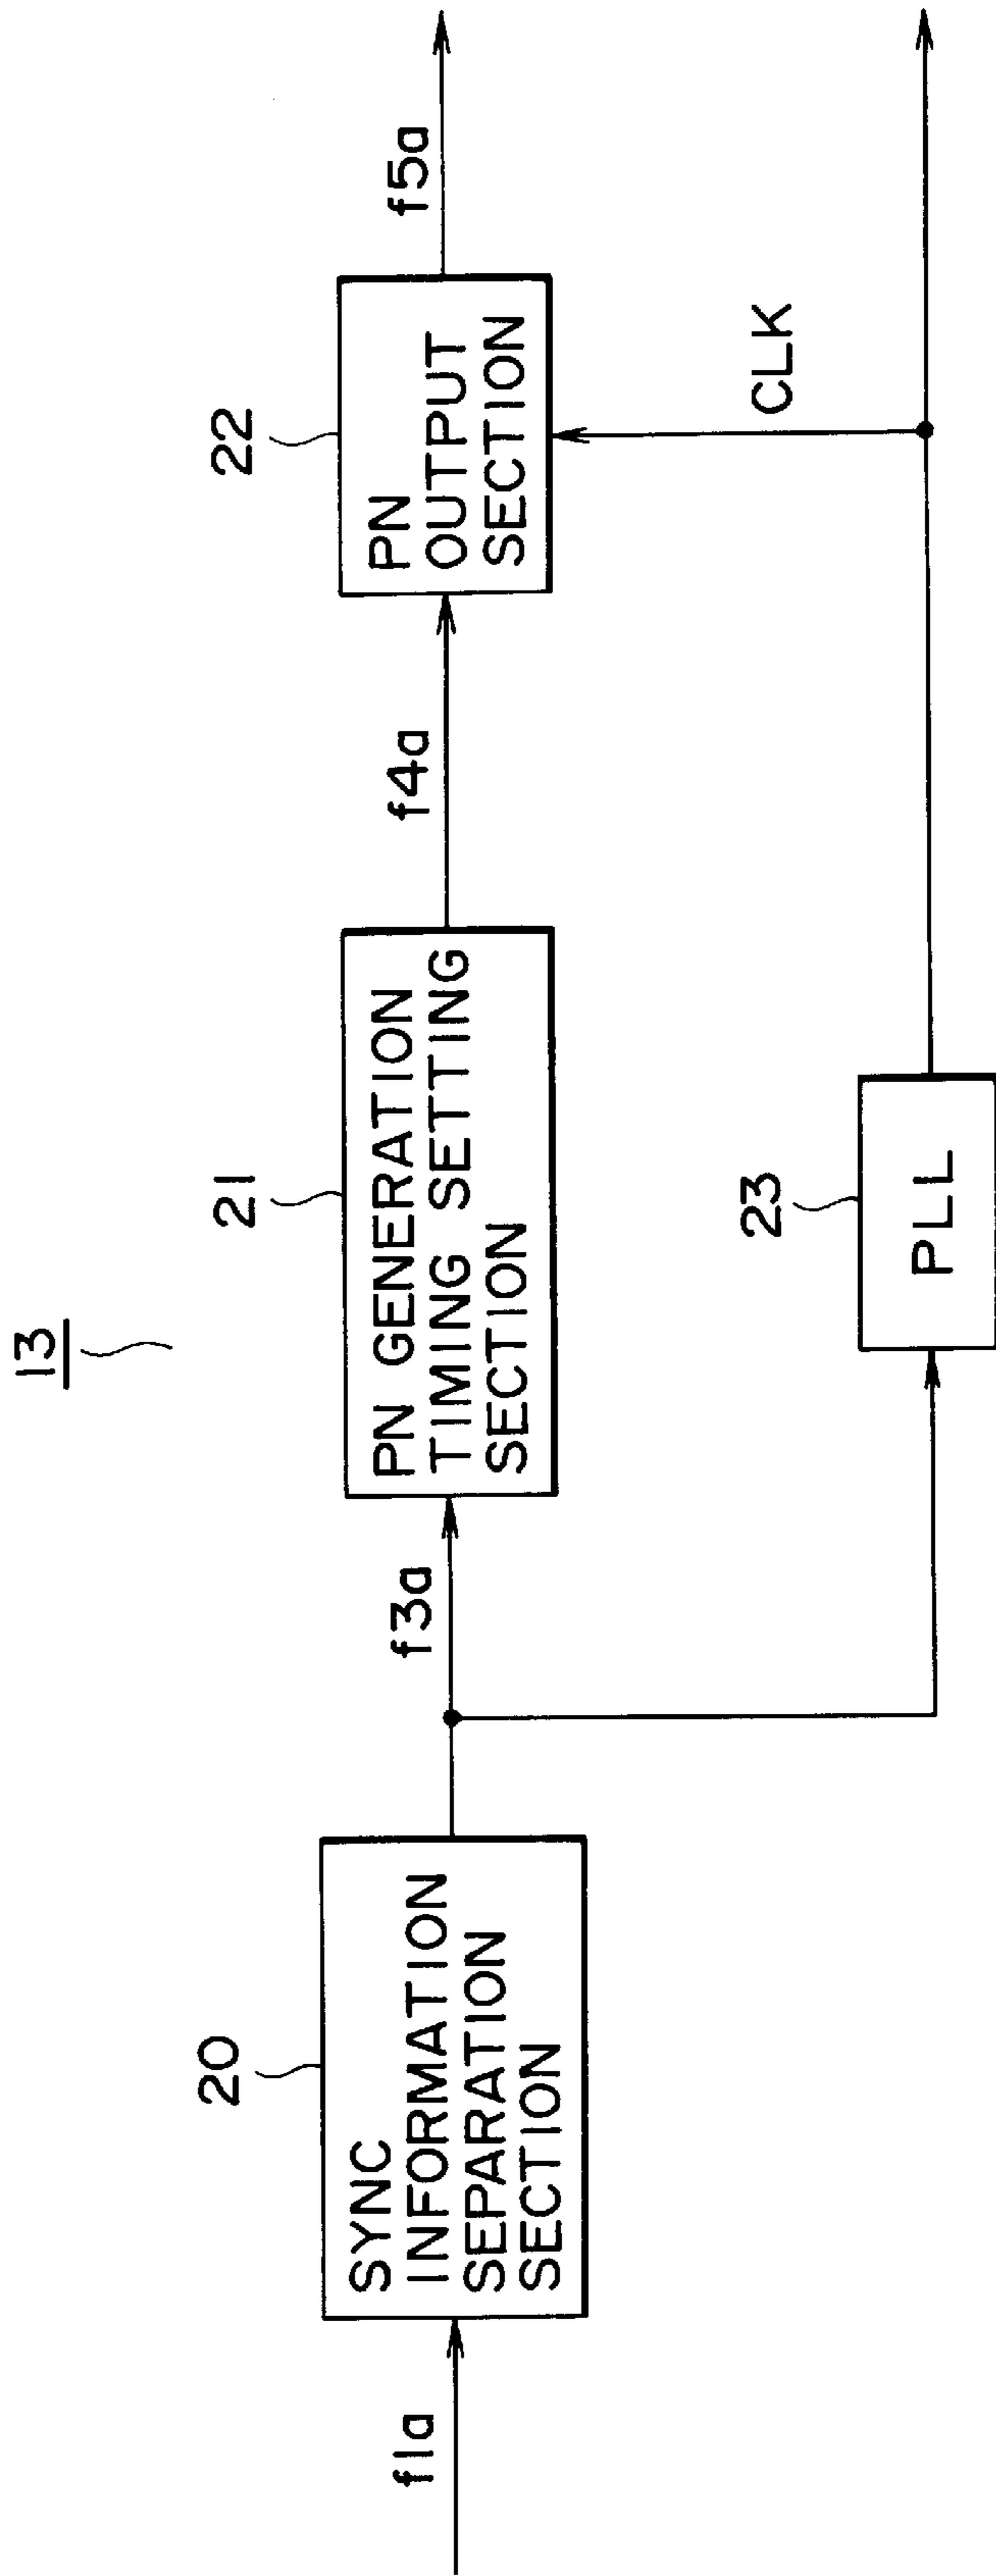 13
20
21
22
f1a
SYNC
INFORMATION
SEPARATION
SECTION
f3a
PN GENERATION
TIMING SETTING
SECTION
f4a
PN
OUTPUT
SECTION
f5a
23
PLL
CLK